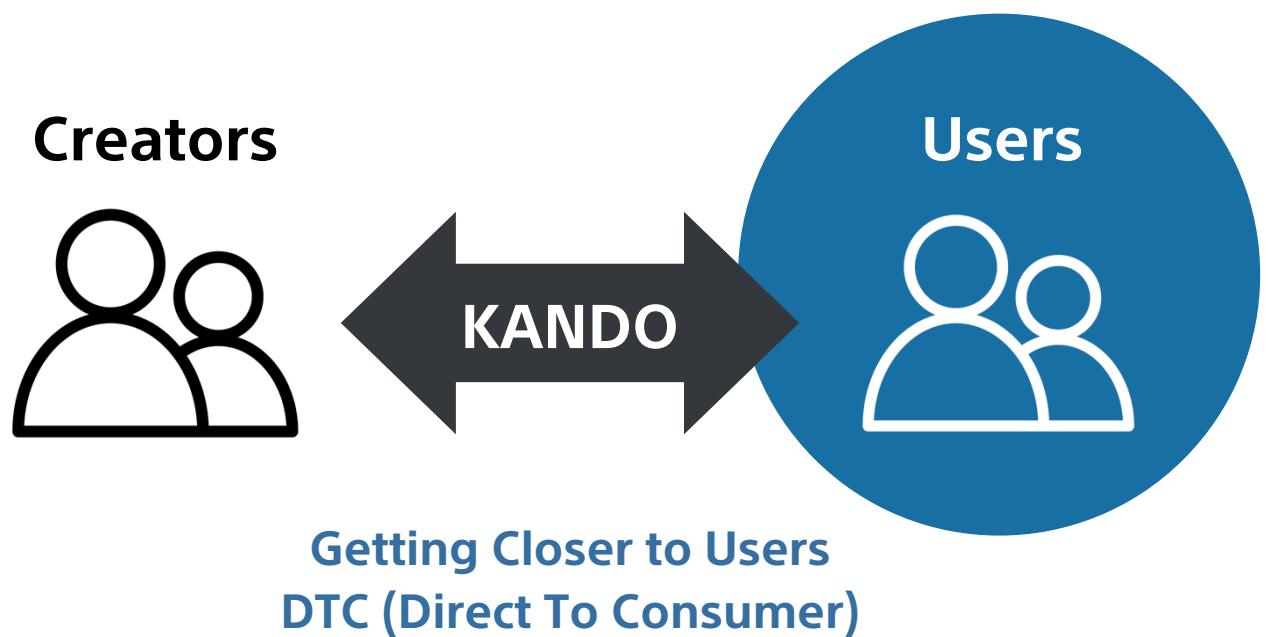 Creators
Users
KANDO
Getting Closer to Users
DTC (Direct To Consumer)